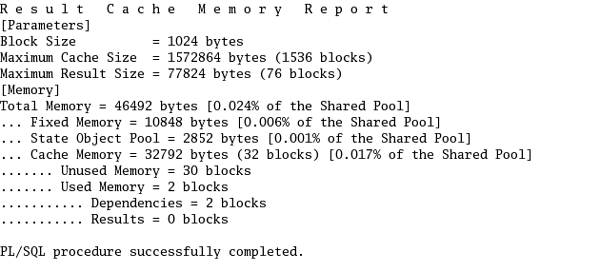 R e s u l t   C a c h e   M e m o r y   R e p o r t
[Parameters]
Block Size          = 1024 bytes
Maximum Cache Size  = 1572864 bytes (1536 blocks)
Maximum Result Size = 77824 bytes (76 blocks)
[Memory]
Total Memory = 46492 bytes [0.024% of the Shared Pool]
... Fixed Memory = 10848 bytes [0.006% of the Shared Pool]
... State Object Pool = 2852 bytes [0.001% of the Shared Pool]
... Cache Memory = 32792 bytes (32 blocks) [0.017% of the Shared Pool]
....... Unused Memory = 30 blocks
....... Used Memory = 2 blocks
........... Dependencies = 2 blocks
........... Results = 0 blocks
PL/SQL procedure successfully completed.